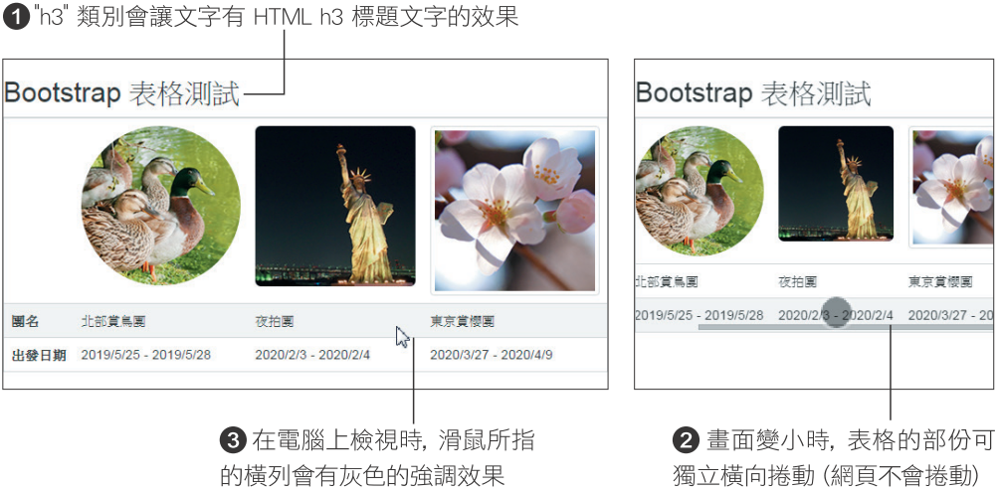 ❶ "h3" 類別會讓文字有 HTML h3 標題文字的效果
Bootstrap 表格測試
團名 北部賞鳥團 夜拍團 東京賞櫻團
出發日期 2019/5/25 - 2019/5/28 2020/2/3 - 2020/2/4 2020/3/27 - 2020/4/9
Bootstrap 表格測試
北部賞鳥團 夜拍團 東京賞櫻團
2019/5/25 - 2019/5/28 2020/2/3 - 2020/2/4 2020/3/27 - 20
❸ 在電腦上檢視時, 滑鼠所指
的橫列會有灰色的強調效果
❷ 畫面變小時, 表格的部份可
獨立橫向捲動 (網頁不會捲動)